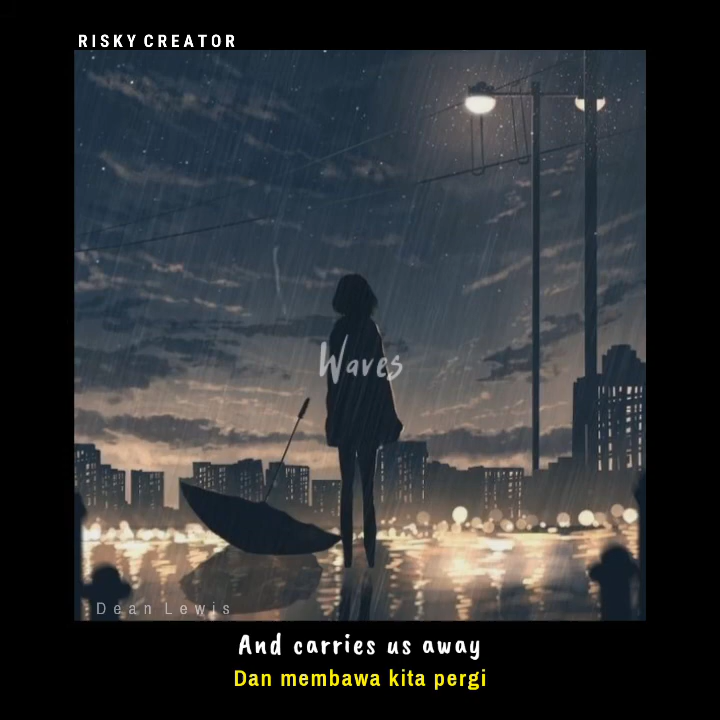 RISKY CREATOR
Waves
Dean Lewis
And carries us away
Dan membawa kita pergi